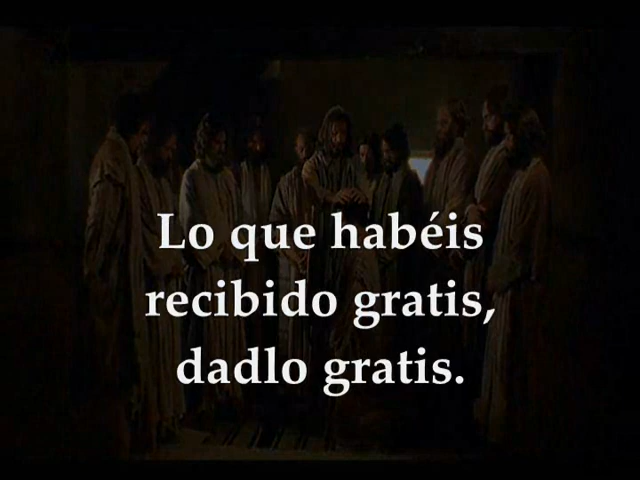 Lo que habéis
recibido gratis,
dadlo gratis.